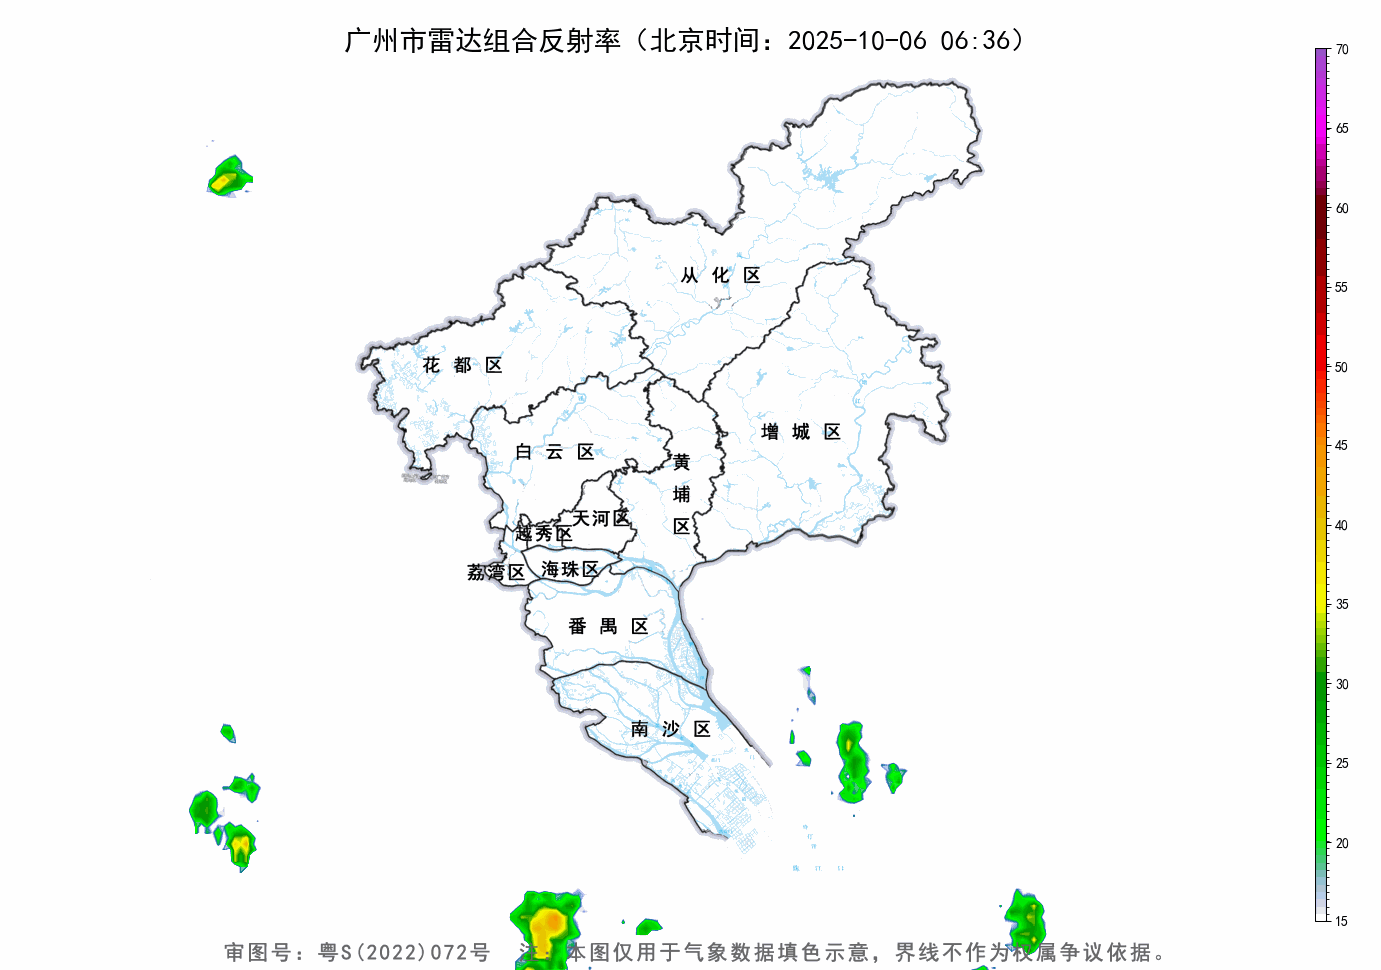 广州市雷达组合反射率（北京时间：2025-10-06 06:36）
70
65
60
55
50
45
40
35
30
25
20
15
从化区
花都区
增城区
白云区
黄埔区
天河区
越秀区
荔湾区
海珠区
番禺区
南沙区
审图号：粤S(2022)072号 注：本图仅用于气象数据填色示意，界线不作为权属争议依据。